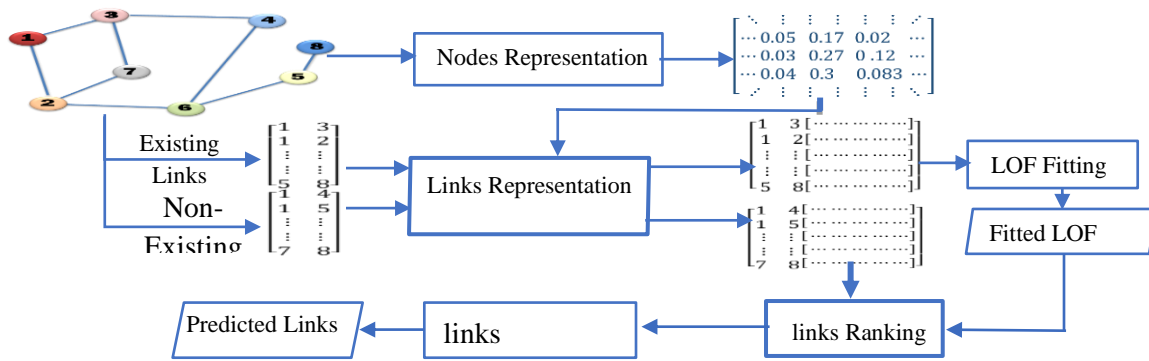 3
4
1
8
7
5
2
6
Nodes Representation
⋱ ⋮ ⋮ ⋮ ⋮ ⋰
⋯ 0.05 0.17 0.02 ⋯
⋯ 0.03 0.27 0 .12 ⋯
⋯ 0.04 0.3 0.083 ⋯
⋰ ⋮ ⋮ ⋮ ⋮ ⋱
Existing
Links
Non-
Existing
1 3
1 2
⋮ ⋮
⋮ ⋮
5 8
1 4
1 5
⋮ ⋮
⋮ ⋮
7 8
Links Representation
1 3[⋯⋯⋯⋯⋯]
1 2[⋯⋯⋯⋯⋯]
⋮ ⋮[⋯⋯⋯⋯⋯]
⋮ ⋮[⋯⋯⋯⋯⋯]
5 8[⋯⋯⋯⋯⋯]
1 4[⋯⋯⋯⋯⋯]
1 5[⋯⋯⋯⋯⋯]
⋮ ⋮[⋯⋯⋯⋯⋯]
⋮ ⋮[⋯⋯⋯⋯⋯]
7 8[⋯⋯⋯⋯⋯]
LOF Fitting
Fitted LOF
links Ranking
links
Predicted Links